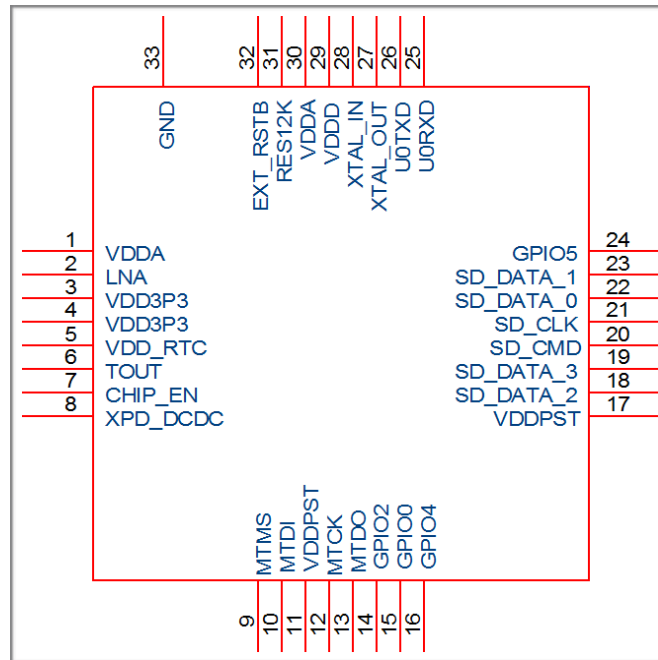 33
32
31
30
29
28
27
26
25
GND
EXT_RSTB
RES12K
VDDA
VDDD
XTAL_IN
XTAL_OUT
U0TXD
U0RXD
1 VDDA
2 LNA
3 VDD3P3
4 VDD3P3
5 VDD_RTC
6 TOUT
7 CHIP_EN
8 XPD_DCDC
GPIO5 24
SD_DATA_1 23
SD_DATA_0 22
SD_CLK 21
SD_CMD 20
SD_DATA_3 19
SD_DATA_2 18
VDDPST 17
MTMS
MTDI
VDDPST
MTCK
MTDO
GPIO2
GPIO0
GPIO4
9
10
11
12
13
14
15
16